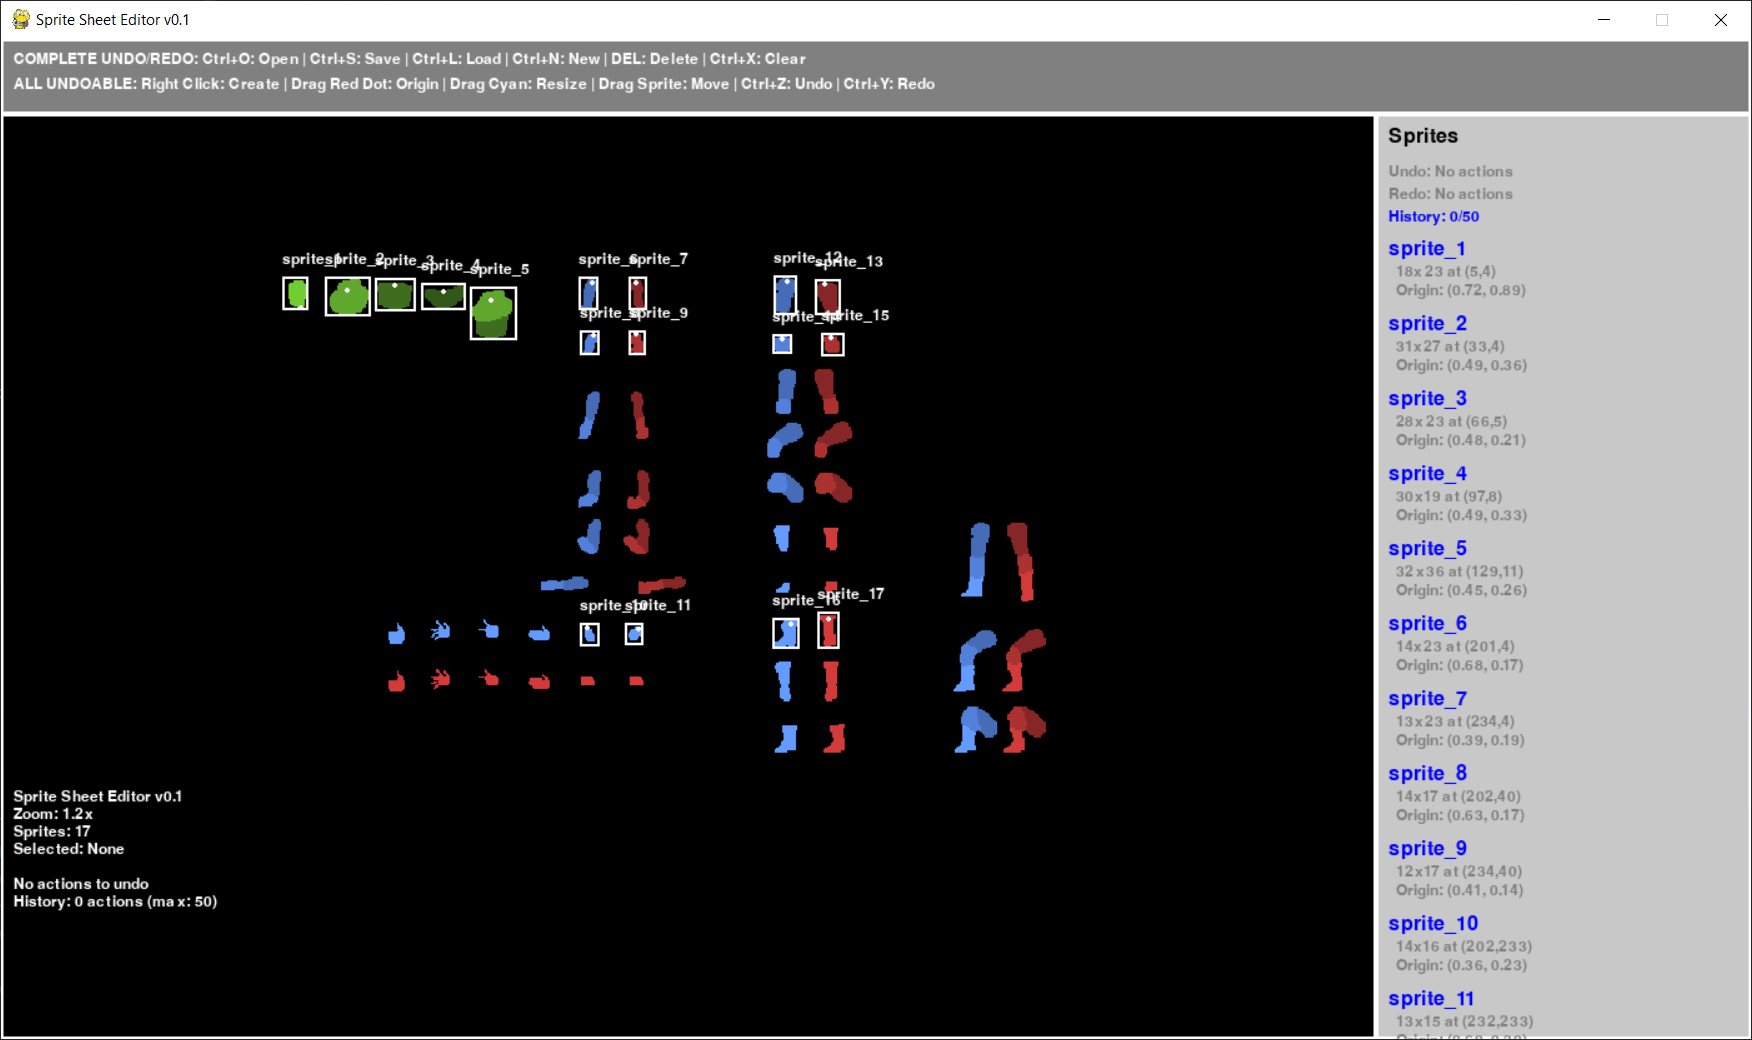 Sprite Sheet Editor v0.1
COMPLETE UNDO/REDO: Ctrl+O: Open | Ctrl+S: Save | Ctrl+L: Load | Ctrl+N: New | DEL: Delete | Ctrl+X: Clear
ALL UNDOABLE: Right Click: Create | Drag Red Dot: Origin | Drag Cyan: Resize | Drag Sprite: Move | Ctrl+Z: Undo | Ctrl+Y: Redo
sprite_1 sprite_2 sprite_3 sprite_4 sprite_5
sprite_6 sprite_7
sprite_12 sprite_13
sprite_8 sprite_9
sprite_14 sprite_15
sprite_10 sprite_11
sprite_16 sprite_17
Sprite Sheet Editor v0.1
Zoom: 1.2x
Sprites: 17
Selected: None
No actions to undo
History: 0 actions (max: 50)
Sprites
Undo: No actions
Redo: No actions
History: 0/50
sprite_1
18x23 at (5,4)
Origin: (0.72, 0.89)
sprite_2
31x27 at (33,4)
Origin: (0.49, 0.36)
sprite_3
28x23 at (66,5)
Origin: (0.48, 0.21)
sprite_4
30x19 at (97,8)
Origin: (0.49, 0.33)
sprite_5
32x36 at (129,11)
Origin: (0.45, 0.26)
sprite_6
14x23 at (201,4)
Origin: (0.68, 0.17)
sprite_7
13x23 at (234,4)
Origin: (0.39, 0.19)
sprite_8
14x17 at (202,40)
Origin: (0.63, 0.17)
sprite_9
12x17 at (234,40)
Origin: (0.41, 0.14)
sprite_10
14x16 at (202,233)
Origin: (0.36, 0.23)
sprite_11
13x15 at (232,233)